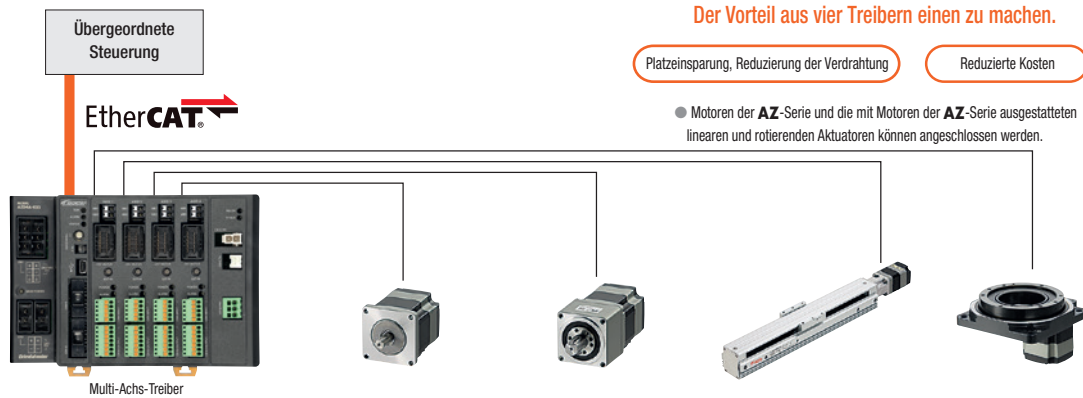 Übergeordnete
Steuerung
EtherCAT®
Der Vorteil aus vier Treibern einen zu machen.
Platzeinsparung, Reduzierung der Verdrahtung
Reduzierte Kosten
Motoren der AZ-Serie und die mit Motoren der AZ-Serie ausgestatteten
linearen und rotierenden Aktuatoren können angeschlossen werden.
Multi-Achs-Treiber